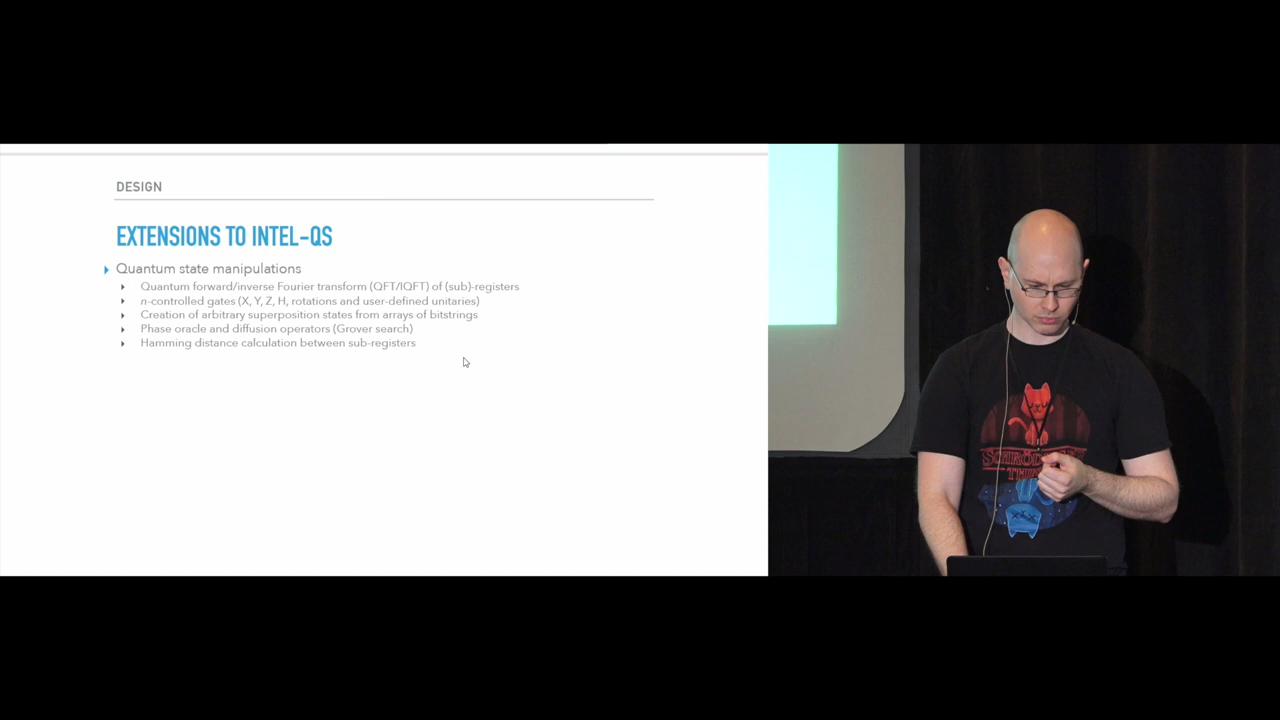 DESIGN
EXTENSIONS TO INTEL-QS
Quantum state manipulations
Quantum forward/inverse Fourier transform (QFT/IQFT) of (sub)-registers
n-controlled gates (X, Y, Z, H, rotations and user-defined unitaries)
Creation of arbitrary superposition states from arrays of bitstrings
Phase oracle and diffusion operators (Grover search)
Hamming distance calculation between sub-registers